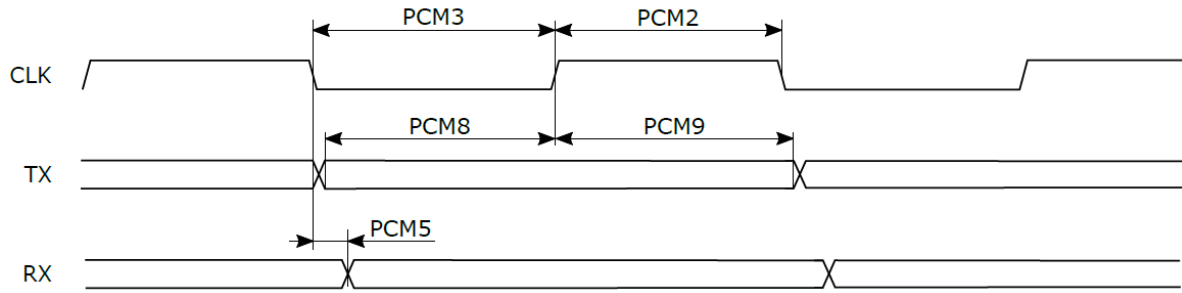 PCM3 PCM2
CLK
PCM8 PCM9
TX
PCM5
RX